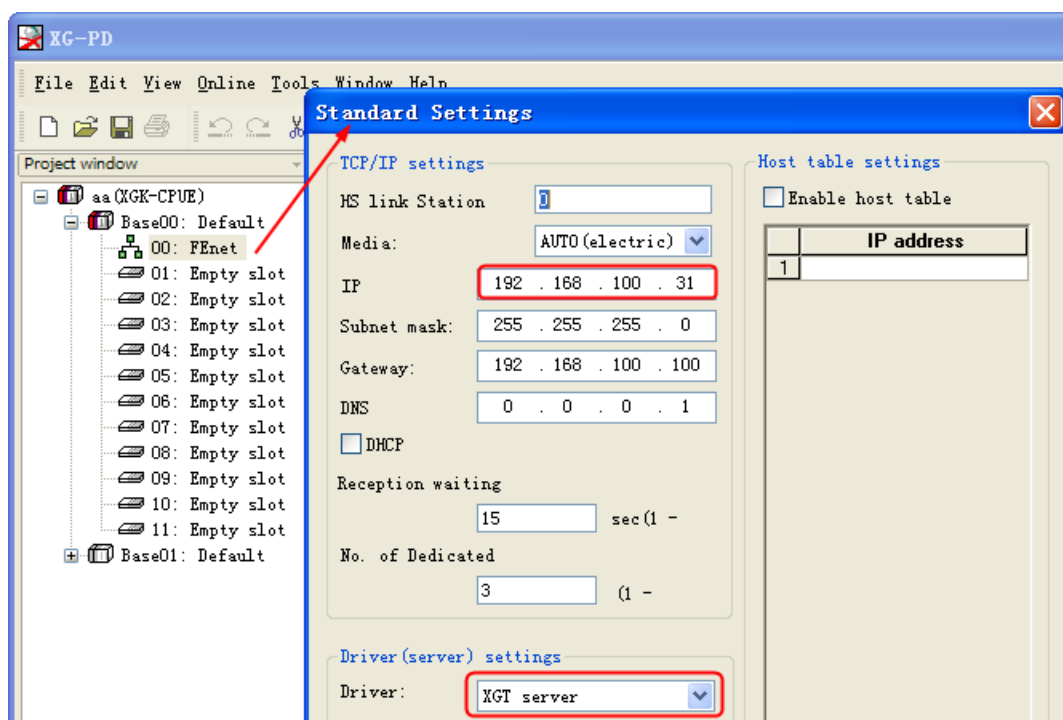 XG-PD
File Edit View Online Tools Window Help
Standard Settings
Project window
aa(XGK-CPUE)
Base00: Default
00: FEnet
01: Empty slot
02: Empty slot
03: Empty slot
04: Empty slot
05: Empty slot
06: Empty slot
07: Empty slot
08: Empty slot
09: Empty slot
10: Empty slot
11: Empty slot
Base01: Default
TCP/IP settings
HS link Station 0
Media: AUTO(electric)
IP 192 . 168 . 100 . 31
Subnet mask: 255 . 255 . 255 . 0
Gateway: 192 . 168 . 100 . 100
DNS 0 . 0 . 0 . 1
DHCP
Reception waiting
15 sec(1 -
No. of Dedicated
3 (1 -
Driver(server) settings
Driver: XGT server
Host table settings
Enable host table
IP address
1